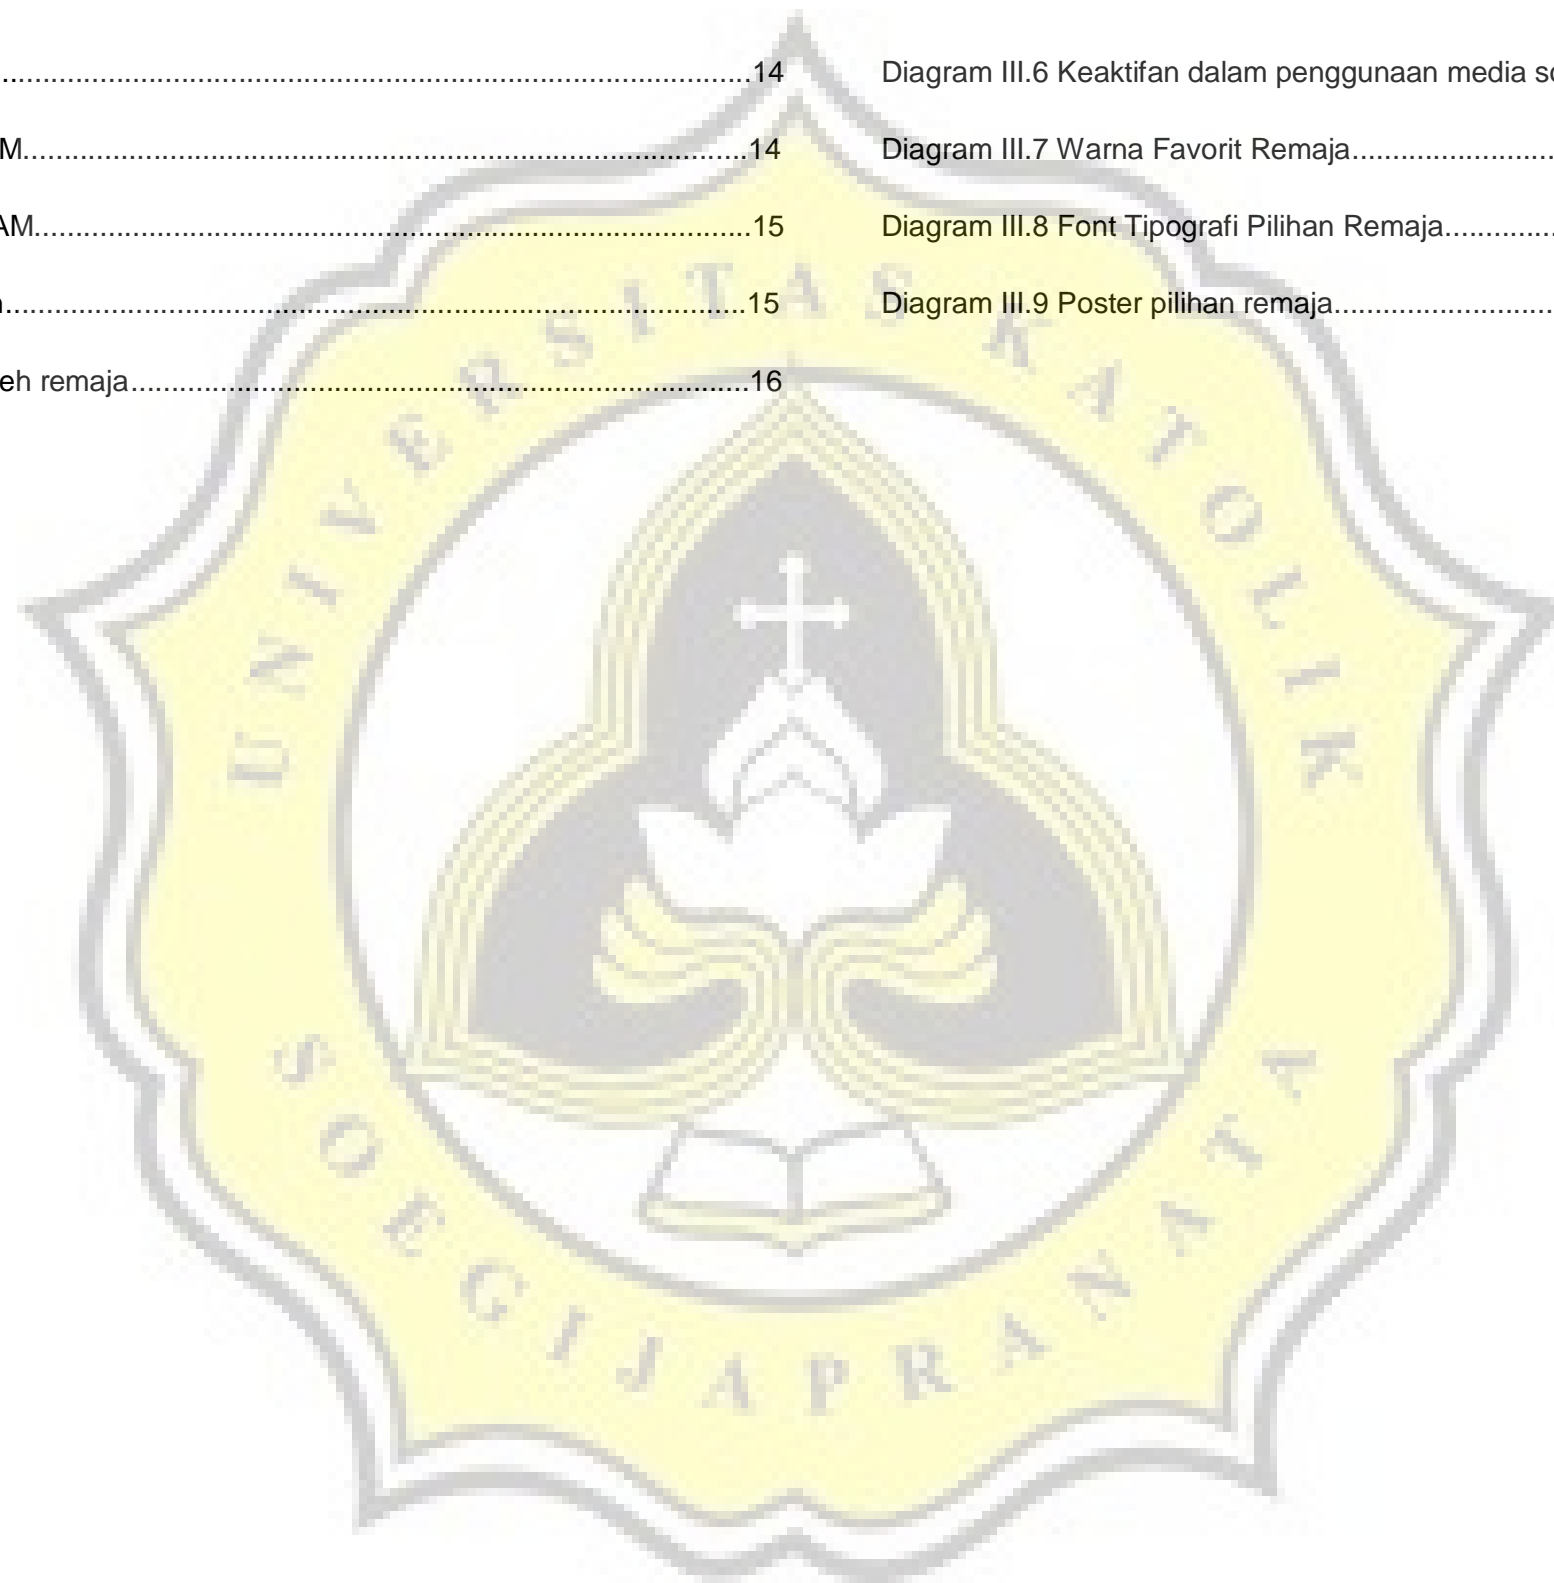 14
M 14
AM 15
15
eh remaja 16
Diagram III.6 Keaktifan dalam penggunaan media so
Diagram III.7 Warna Favorit Remaja
Diagram III.8 Font Tipografi Pilihan Remaja
Diagram III.9 Poster pilihan remaja
UNIVERSITAS KATOLIK
SOEGIJAPRANATA